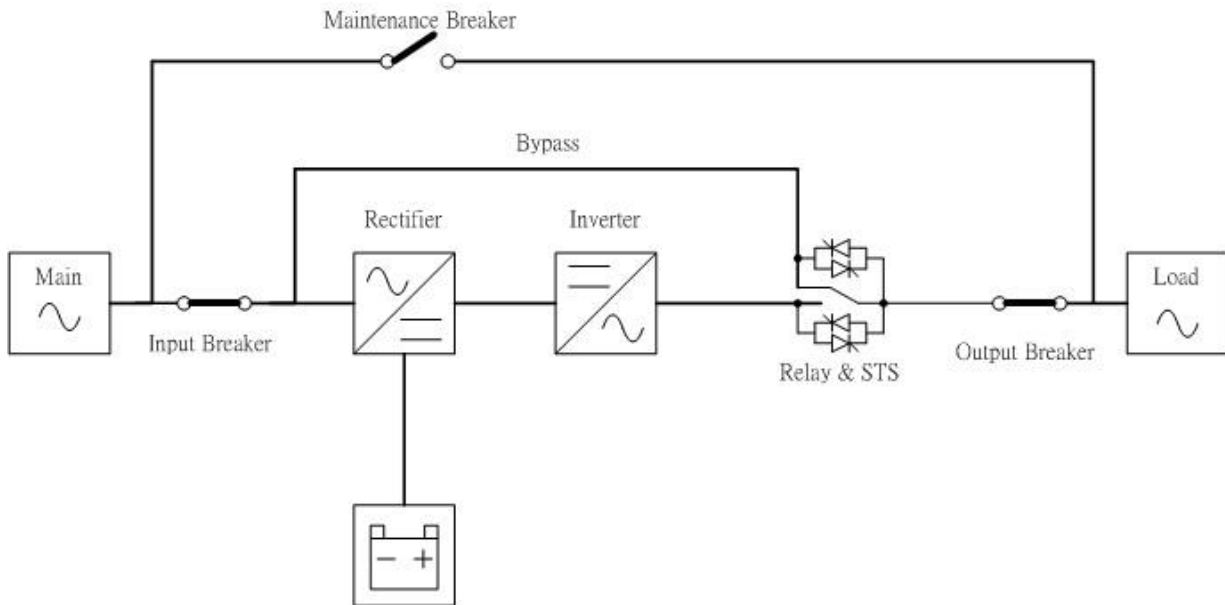 Maintenance Breaker
Bypass
Rectifier
Inverter
Main
Load
Input Breaker
Output Breaker
Relay & STS
− +